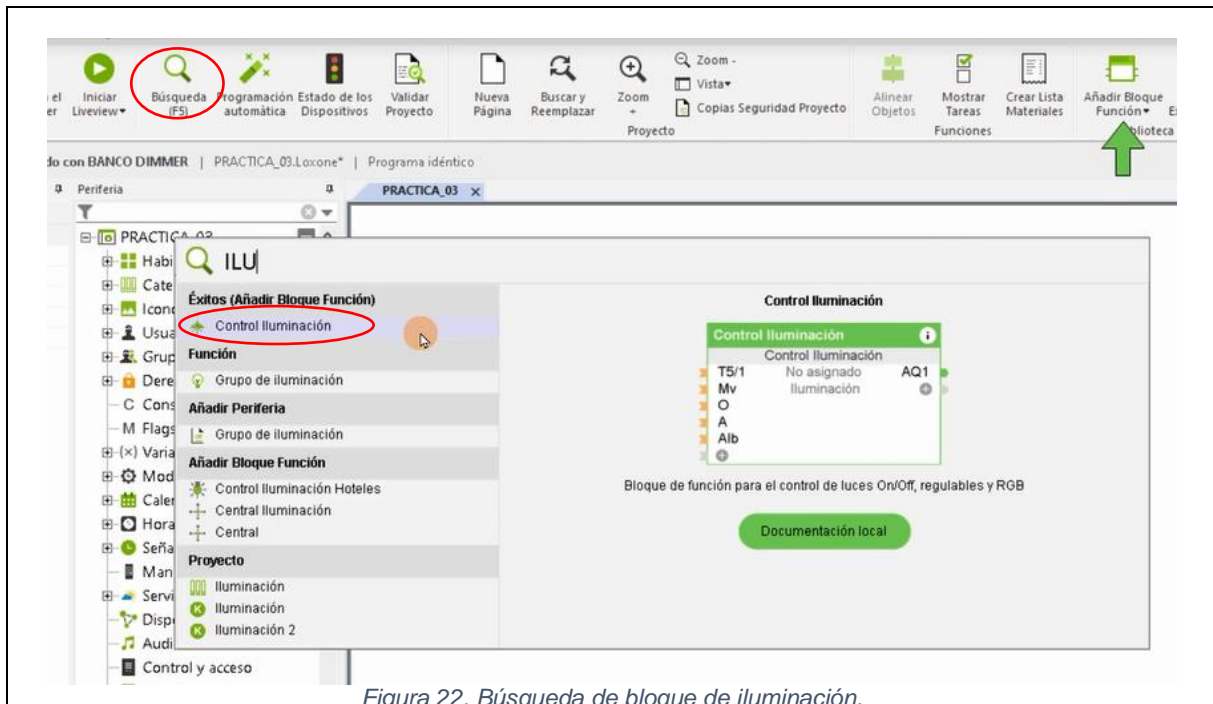 el
er
Iniciar
Liveview
Búsqueda
(F5)
Programación
automática
Estado de los
Dispositivos
Validar
Proyecto
Nueva
Página
Buscar y
Reemplazar
Zoom
+
Zoom -
Vista
Copias Seguridad Proyecto
Proyecto
Alinear
Objetos
Mostrar
Tareas
Crear Lista
Materiales
Funciones
Añadir Bloque
Función
do con BANCO DIMMER | PRACTICA_03.Loxone* | Programa idéntico
Periferia
PRACTICA_03 x
PRACTICA_03
Habi
Cate
Icono
Usua
Grup
Dere
C Cons
M Flags
(×) Varia
Mod
Caler
Hora
Seña
Man
Servi
Disp
Audi
Control y acceso
ILU
Éxitos (Añadir Bloque Función)
Control Iluminación
Función
Grupo de iluminación
Añadir Periferia
Grupo de iluminación
Añadir Bloque Función
Control Iluminación Hoteles
Central Iluminación
Central
Proyecto
Iluminación
K Iluminación
K Iluminación 2
Control Iluminación
Control Iluminación i
Control Iluminación
T5/1 No asignado AQ1
Mv Iluminación
O
A
Alb
Bloque de función para el control de luces On/Off, regulables y RGB
Documentación local
Figura 22. Búsqueda de bloque de iluminación.